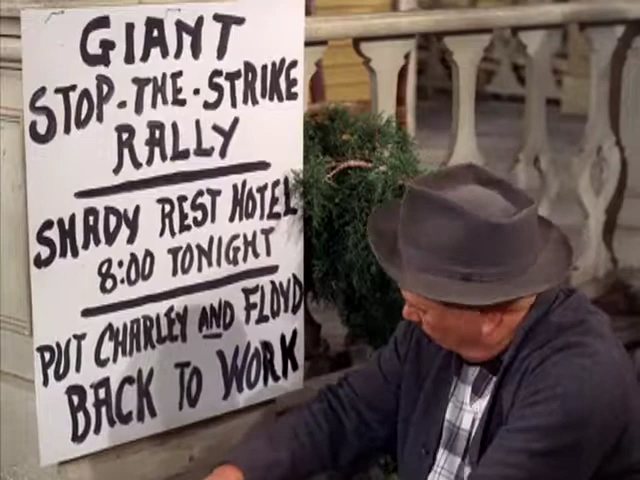 GIANT
STOP-THE-STRIKE
RALLY
SHADY REST HOTEL
8:00 TONIGHT
PUT CHARLEY AND FLOYD
BACK TO WORK